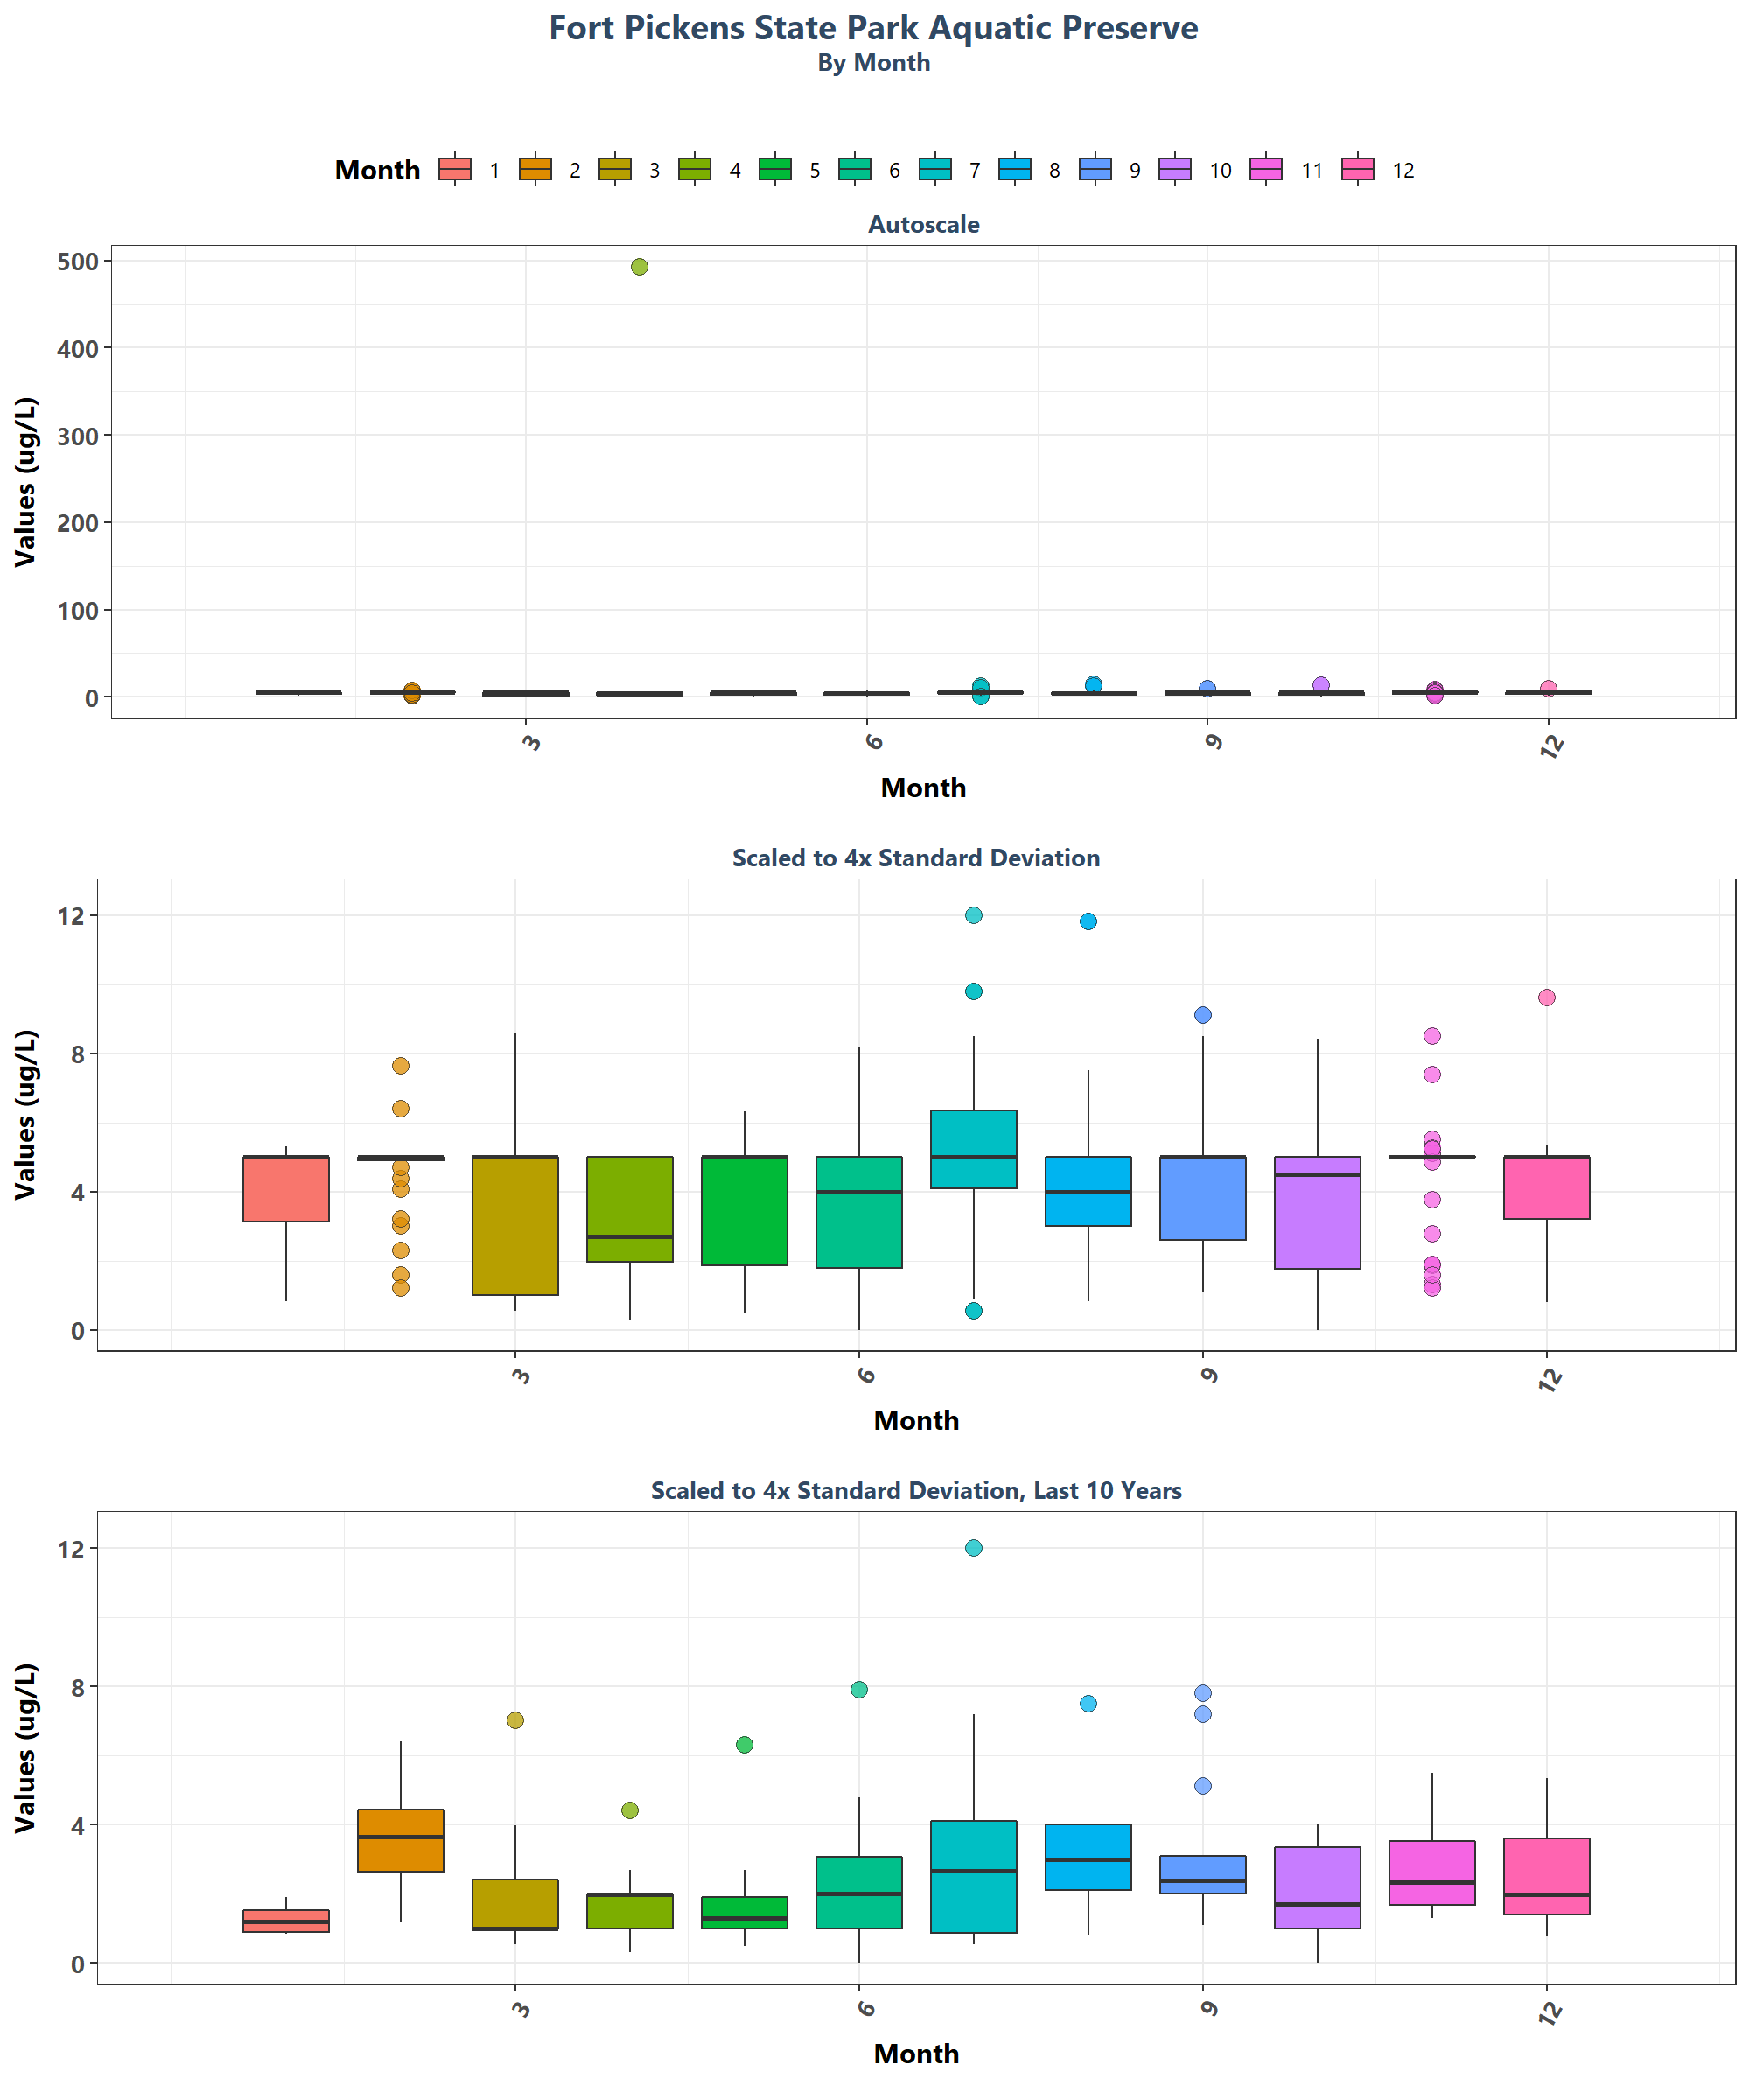 Fort Pickens State Park Aquatic Preserve
By Month
Month 1 2 3 4 5 6 7 8 9 10 11 12
Autoscale
Values (ug/L)
500
400
300
200
100
0
3 6 9 12
Month
Scaled to 4x Standard Deviation
Values (ug/L)
12
8
4
0
3 6 9 12
Month
Scaled to 4x Standard Deviation, Last 10 Years
Values (ug/L)
12
8
4
0
3 6 9 12
Month